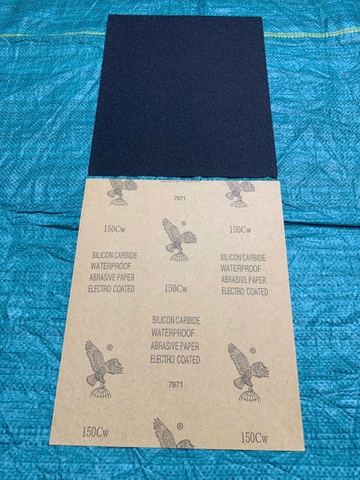 7871
150Cw
150Cw
SILICON CARBIDE
WATERPROOF
ABRASIVE PAPER
ELECTRO COATED
®
SILICON CARBIDE
WATERPROOF
ABRASIVE PAPER
ELECTRO COATED
150Cw
SILICON CARBIDE
WATERPROOF
ABRASIVE PAPER
ELECTRO COATED
7871
®
®
150Cw
150Cw
®